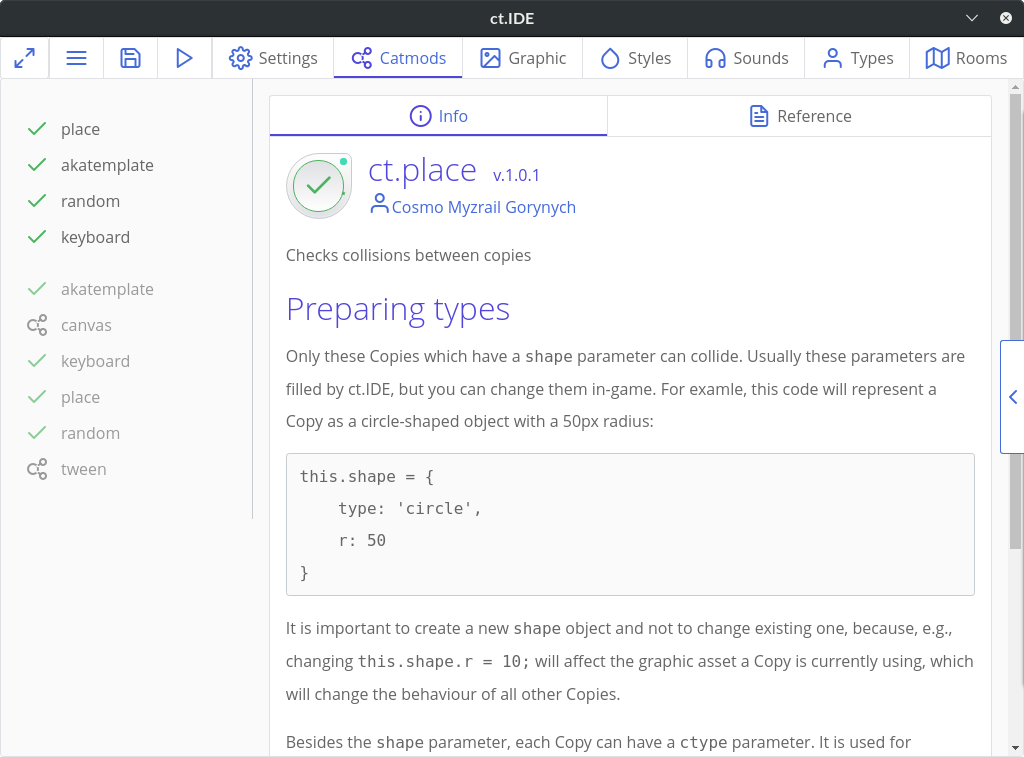 ct.IDE
Settings
Catmods
Graphic
Styles
Sounds
Types
Rooms
place
akatemplate
random
keyboard
akatemplate
canvas
keyboard
place
random
tween
Info
Reference
ct.place v.1.0.1
Cosmo Myzrail Gorynych
Checks collisions between copies
Preparing types
Only these Copies which have a shape parameter can collide. Usually these parameters are
filled by ct.IDE, but you can change them in-game. For examle, this code will represent a
Copy as a circle-shaped object with a 50px radius:
this.shape = {
    type: 'circle',
    r: 50
}
It is important to create a new shape object and not to change existing one, because, e.g.,
changing this.shape.r = 10; will affect the graphic asset a Copy is currently using, which
will change the behaviour of all other Copies.
Besides the shape parameter, each Copy can have a ctype parameter. It is used for